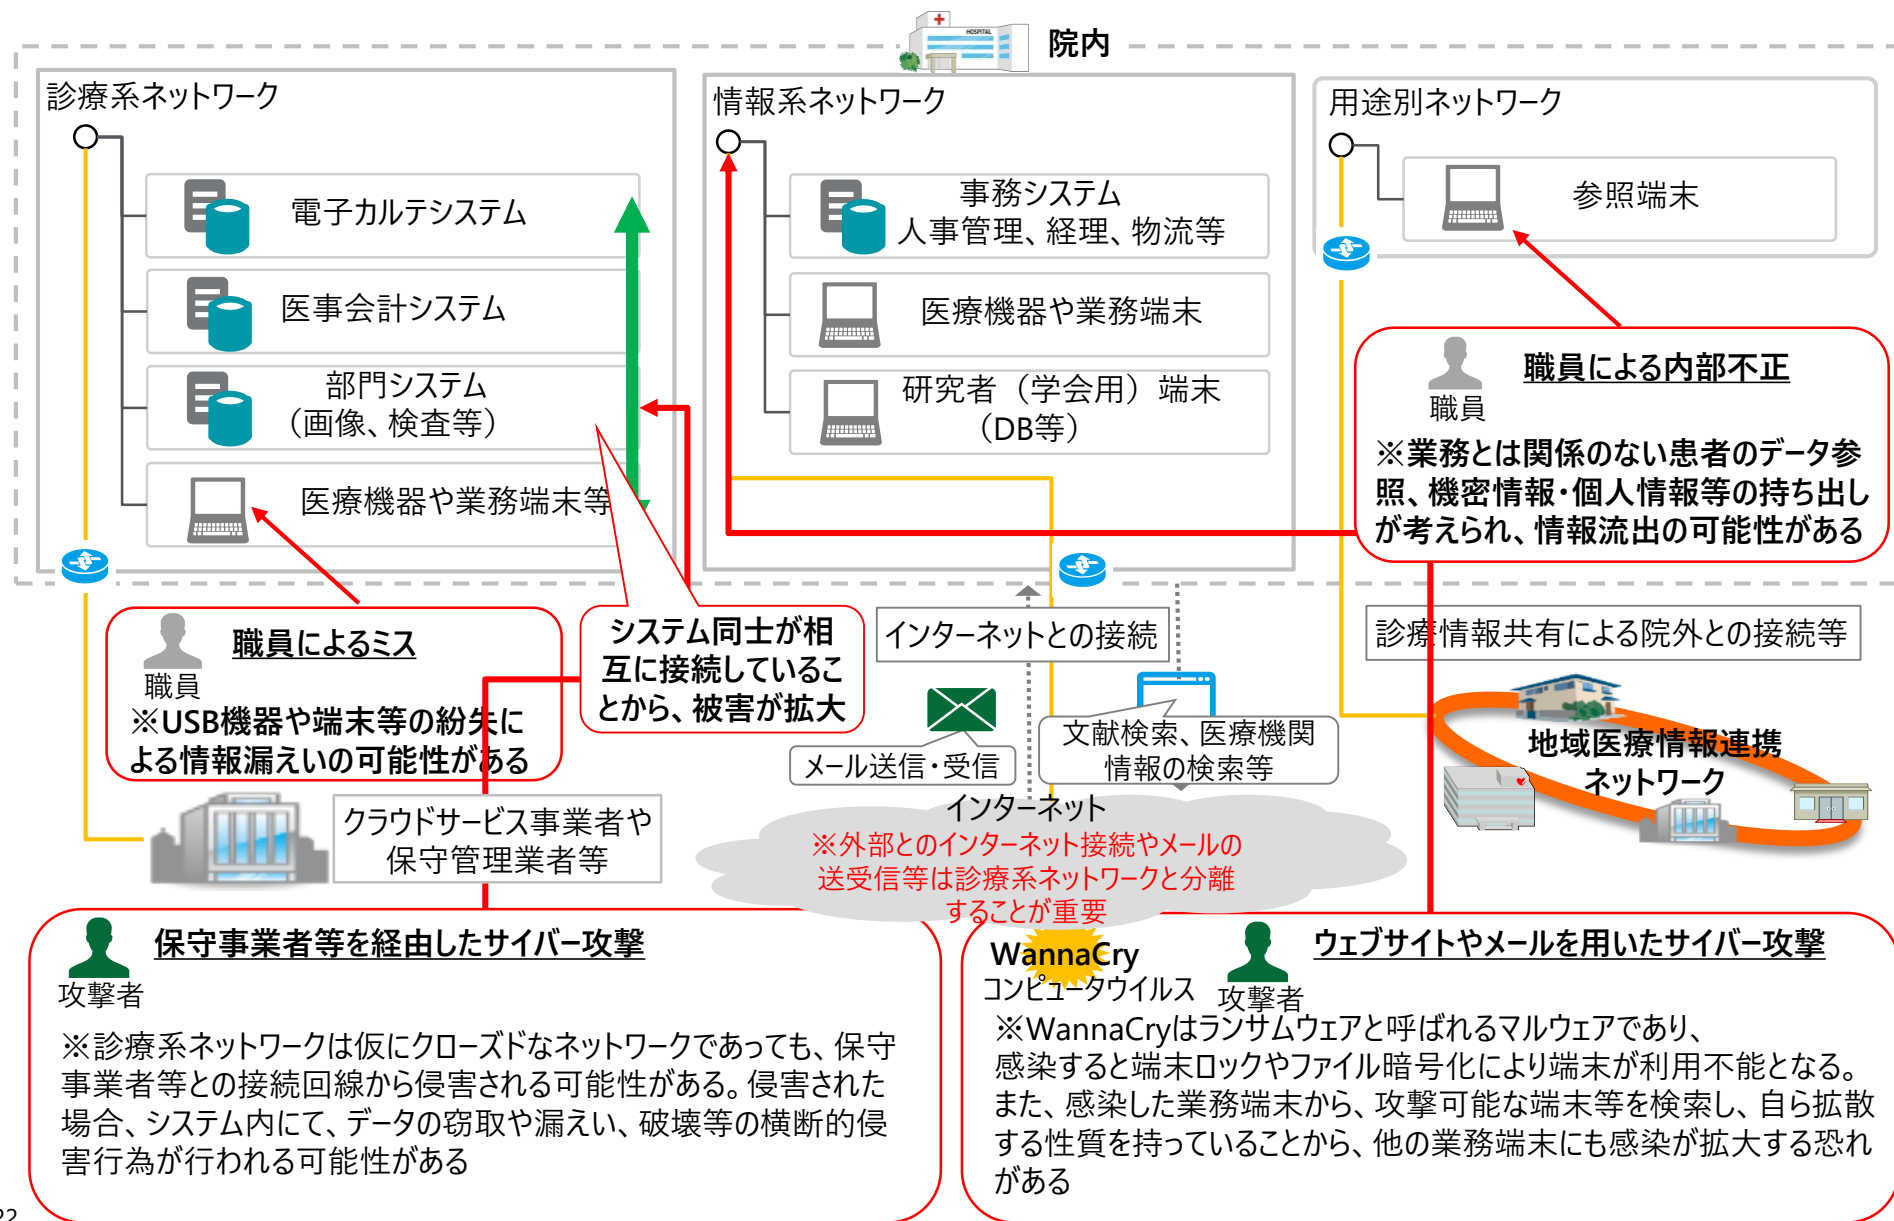 HOSPITAL
院内
診療系ネットワーク
電子カルテシステム
医事会計システム
部門システム
（画像、検査等）
医療機器や業務端末等
情報系ネットワーク
事務システム
人事管理、経理、物流等
医療機器や業務端末
研究者（学会用）端末
（DB等）
用途別ネットワーク
参照端末
職員による内部不正
職員
※業務とは関係のない患者のデータ参
照、機密情報・個人情報等の持ち出し
が考えられ、情報流出の可能性がある
職員によるミス
職員
※USB機器や端末等の紛失に
よる情報漏えいの可能性がある
システム同士が相
互に接続しているこ
とから、被害が拡大
インターネットとの接続
診療情報共有による院外との接続等
メール送信・受信
文献検索、医療機関
情報の検索等
地域医療情報連携
ネットワーク
クラウドサービス事業者や
保守管理業者等
インターネット
※外部とのインターネット接続やメールの
送受信等は診療系ネットワークと分離
することが重要
保守事業者等を経由したサイバー攻撃
攻撃者
※診療系ネットワークは仮にクローズドなネットワークであっても、保守
事業者等との接続回線から侵害される可能性がある。侵害された
場合、システム内にて、データの窃取や漏えい、破壊等の横断的侵
害行為が行われる可能性がある
WannaCry
コンピュータウイルス
ウェブサイトやメールを用いたサイバー攻撃
攻撃者
※WannaCryはランサムウェアと呼ばれるマルウェアであり、
感染すると端末ロックやファイル暗号化により端末が利用不能となる。
また、感染した業務端末から、攻撃可能な端末等を検索し、自ら拡散
する性質を持っていることから、他の業務端末にも感染が拡大する恐れ
がある
22